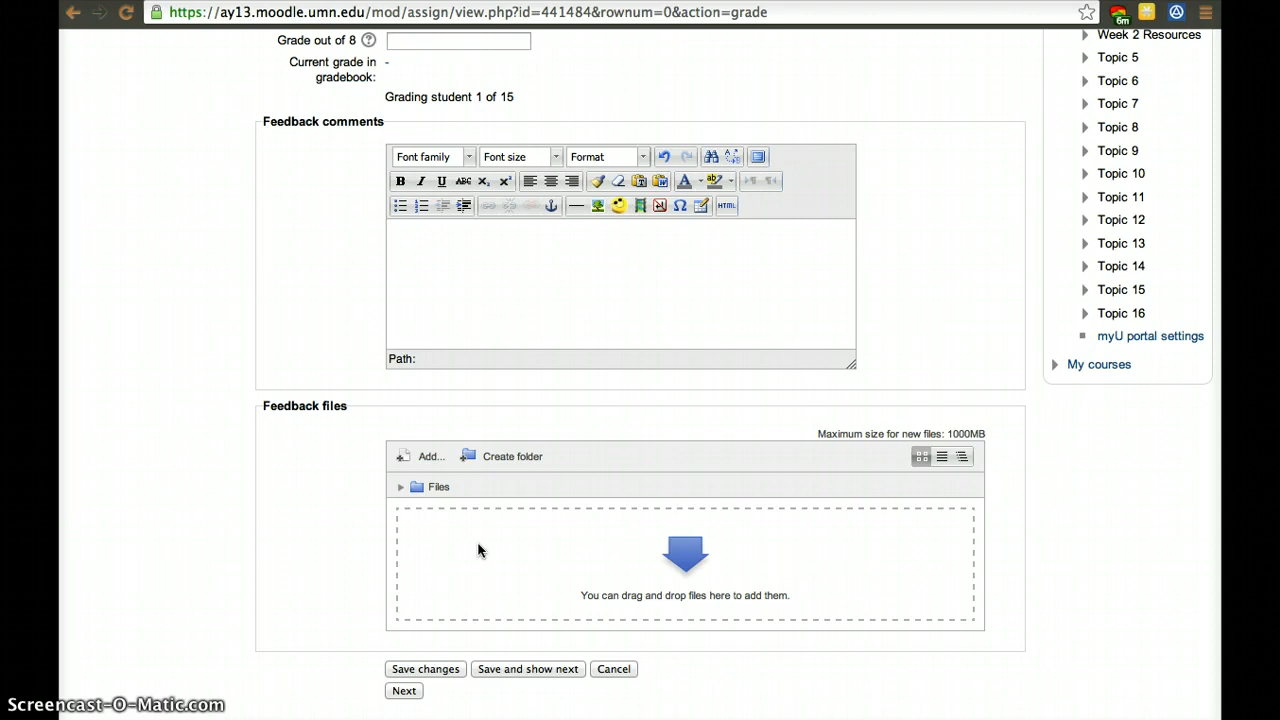 https://ay13.moodle.umn.edu/mod/assign/view.php?id=441484&rownum=0&action=grade
6m
Grade out of 8
Current grade in
gradebook:
-
Grading student 1 of 15
Feedback comments
Font family
Font size
Format
B I U ABC X₂ X²
HTML
Path:
Feedback files
Maximum size for new files: 1000MB
Add...
Create folder
Files
You can drag and drop files here to add them.
Save changes
Save and show next
Cancel
Next
Week 2 Resources
Topic 5
Topic 6
Topic 7
Topic 8
Topic 9
Topic 10
Topic 11
Topic 12
Topic 13
Topic 14
Topic 15
Topic 16
myU portal settings
My courses
Screencast-O-Matic.com